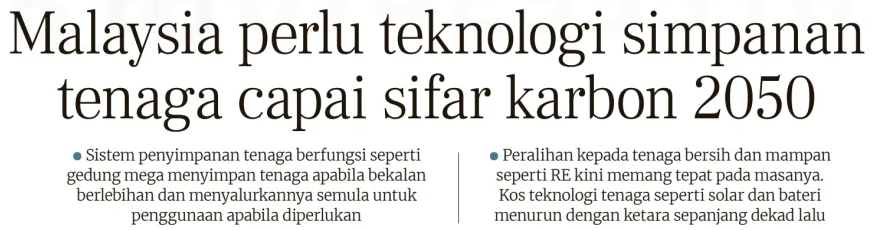 Malaysia perlu teknologi simpanan
tenaga capai sifar karbon 2050
● Sistem penyimpanan tenaga berfungsi seperti
gedung mega menyimpan tenaga apabila bekalan
berlebihan dan menyalurkannya semula untuk
penggunaan apabila diperlukan
● Peralihan kepada tenaga bersih dan mampan
seperti RE kini memang tepat pada masanya.
Kos teknologi tenaga seperti solar dan bateri
menurun dengan ketara sepanjang dekad lalu